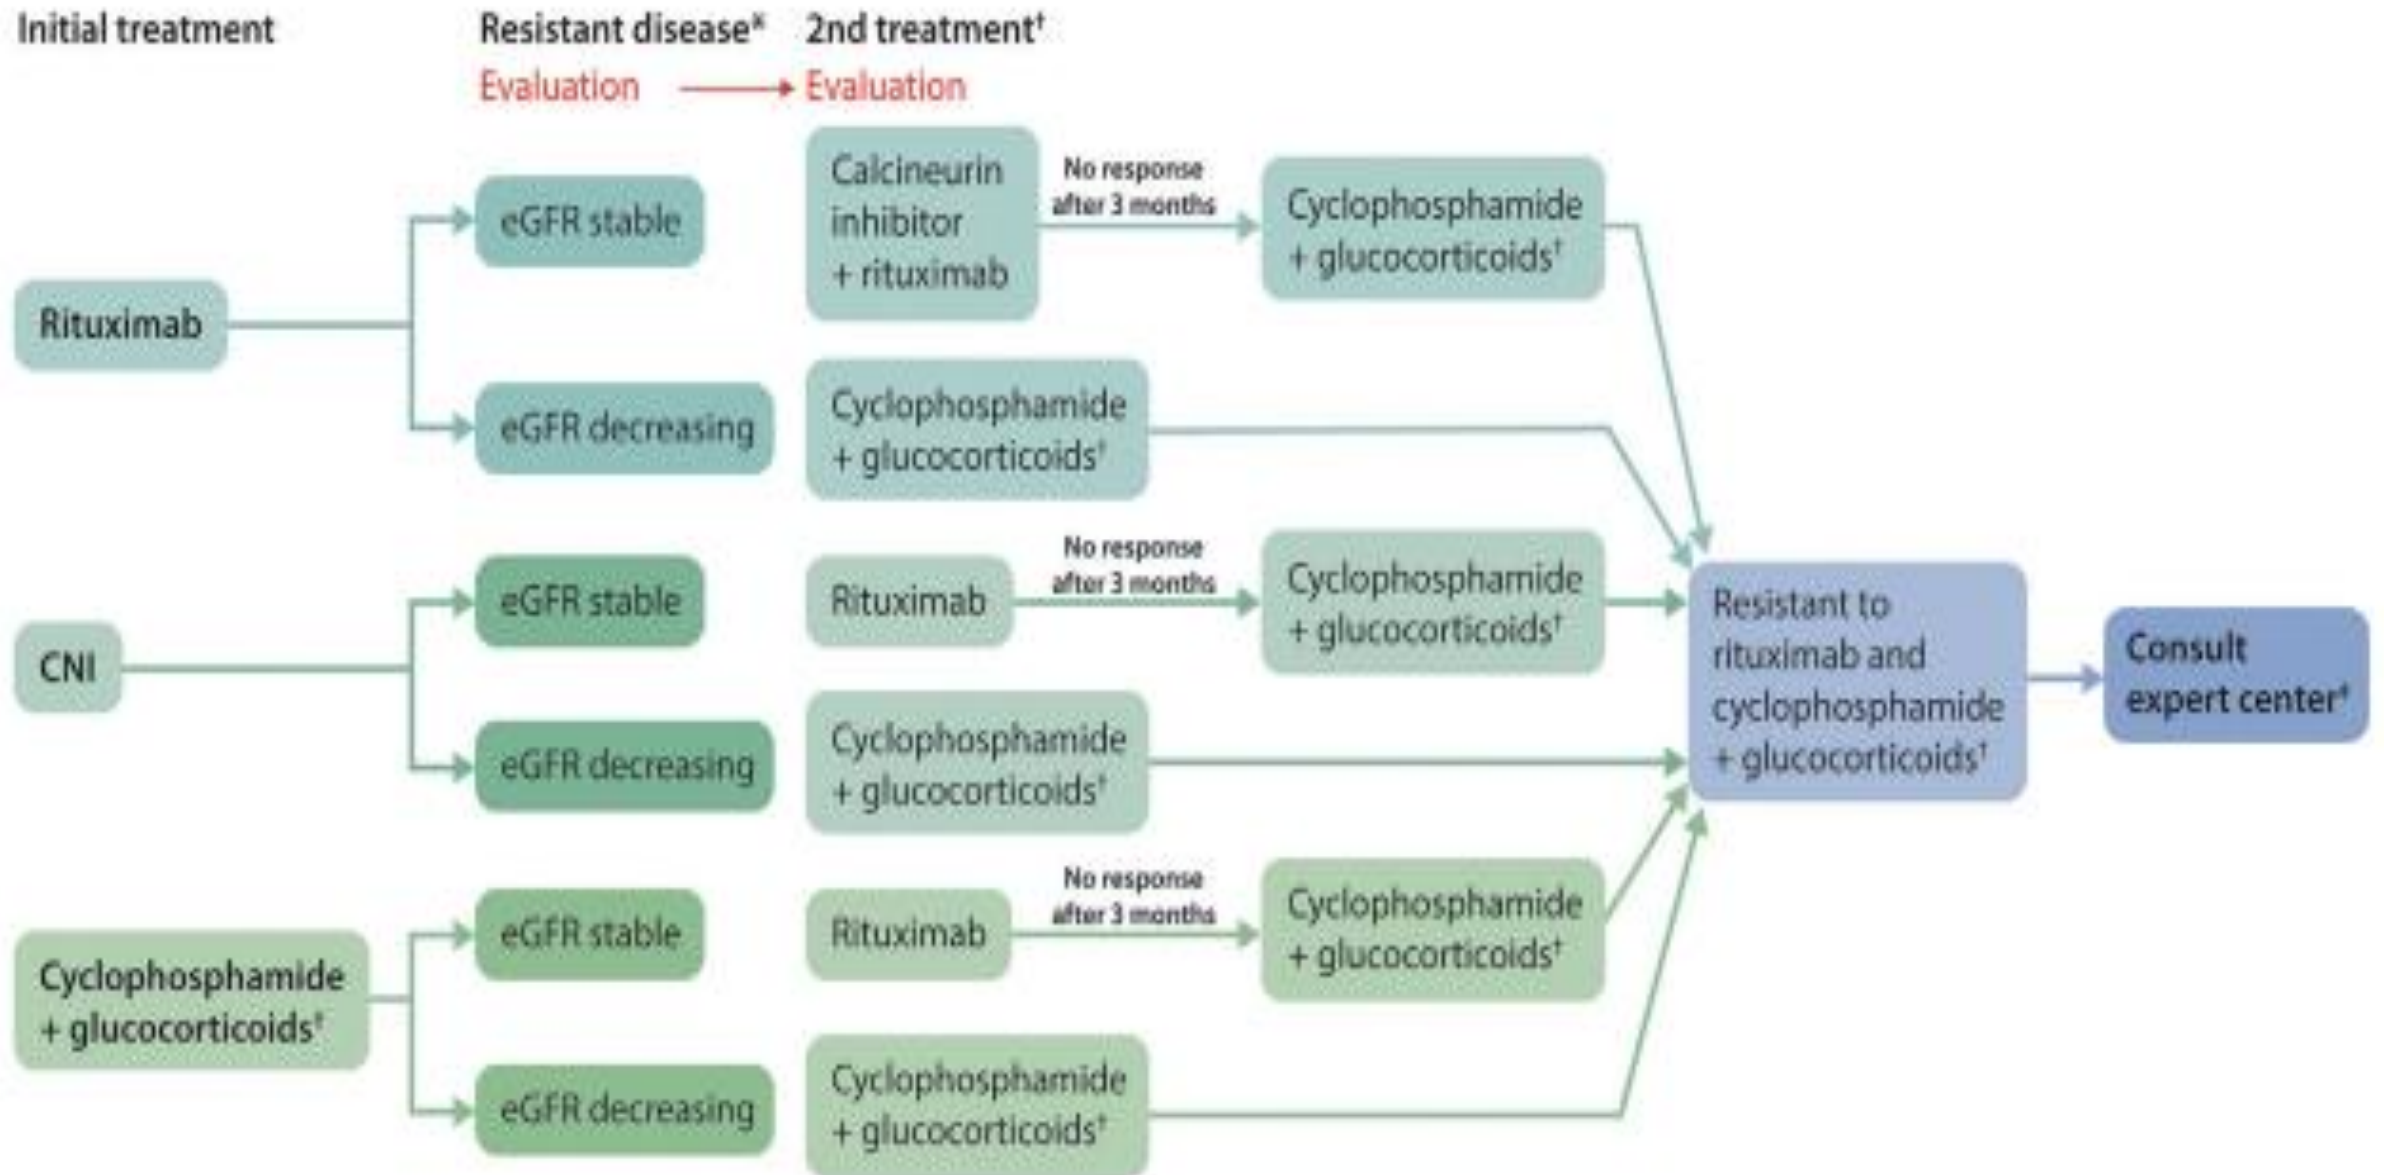 Initial treatment
Resistant disease*
2nd treatment†
Evaluation
Evaluation
Rituximab
eGFR stable
Calcineurin
inhibitor
+ rituximab
No response
after 3 months
Cyclophosphamide
+ glucocorticoids†
eGFR decreasing
Cyclophosphamide
+ glucocorticoids†
CNI
eGFR stable
Rituximab
No response
after 3 months
Cyclophosphamide
+ glucocorticoids†
eGFR decreasing
Cyclophosphamide
+ glucocorticoids†
Cyclophosphamide
+ glucocorticoids†
eGFR stable
Rituximab
No response
after 3 months
Cyclophosphamide
+ glucocorticoids†
eGFR decreasing
Cyclophosphamide
+ glucocorticoids†
Resistant to
rituximab and
cyclophosphamide
+ glucocorticoids†
Consult
expert center‡